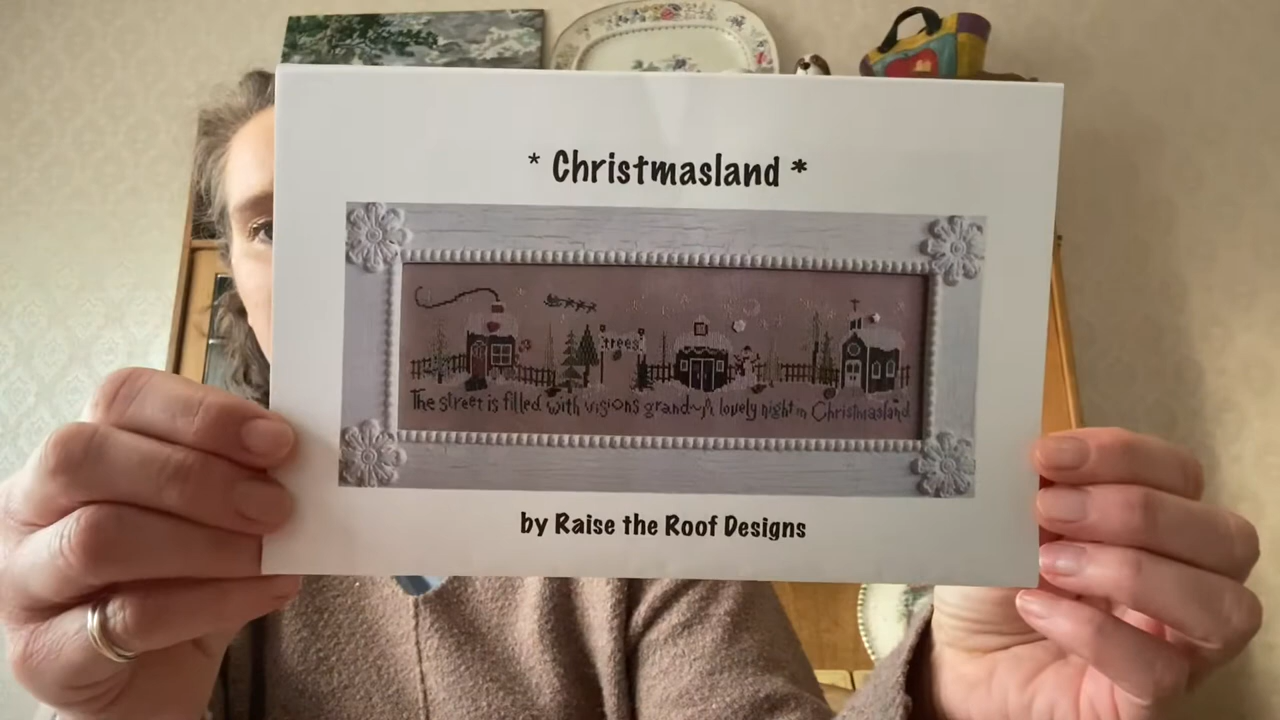 * Christmasland *
trees
The street is filled with visions grand~A lovely night in Christmasland
by Raise the Roof Designs